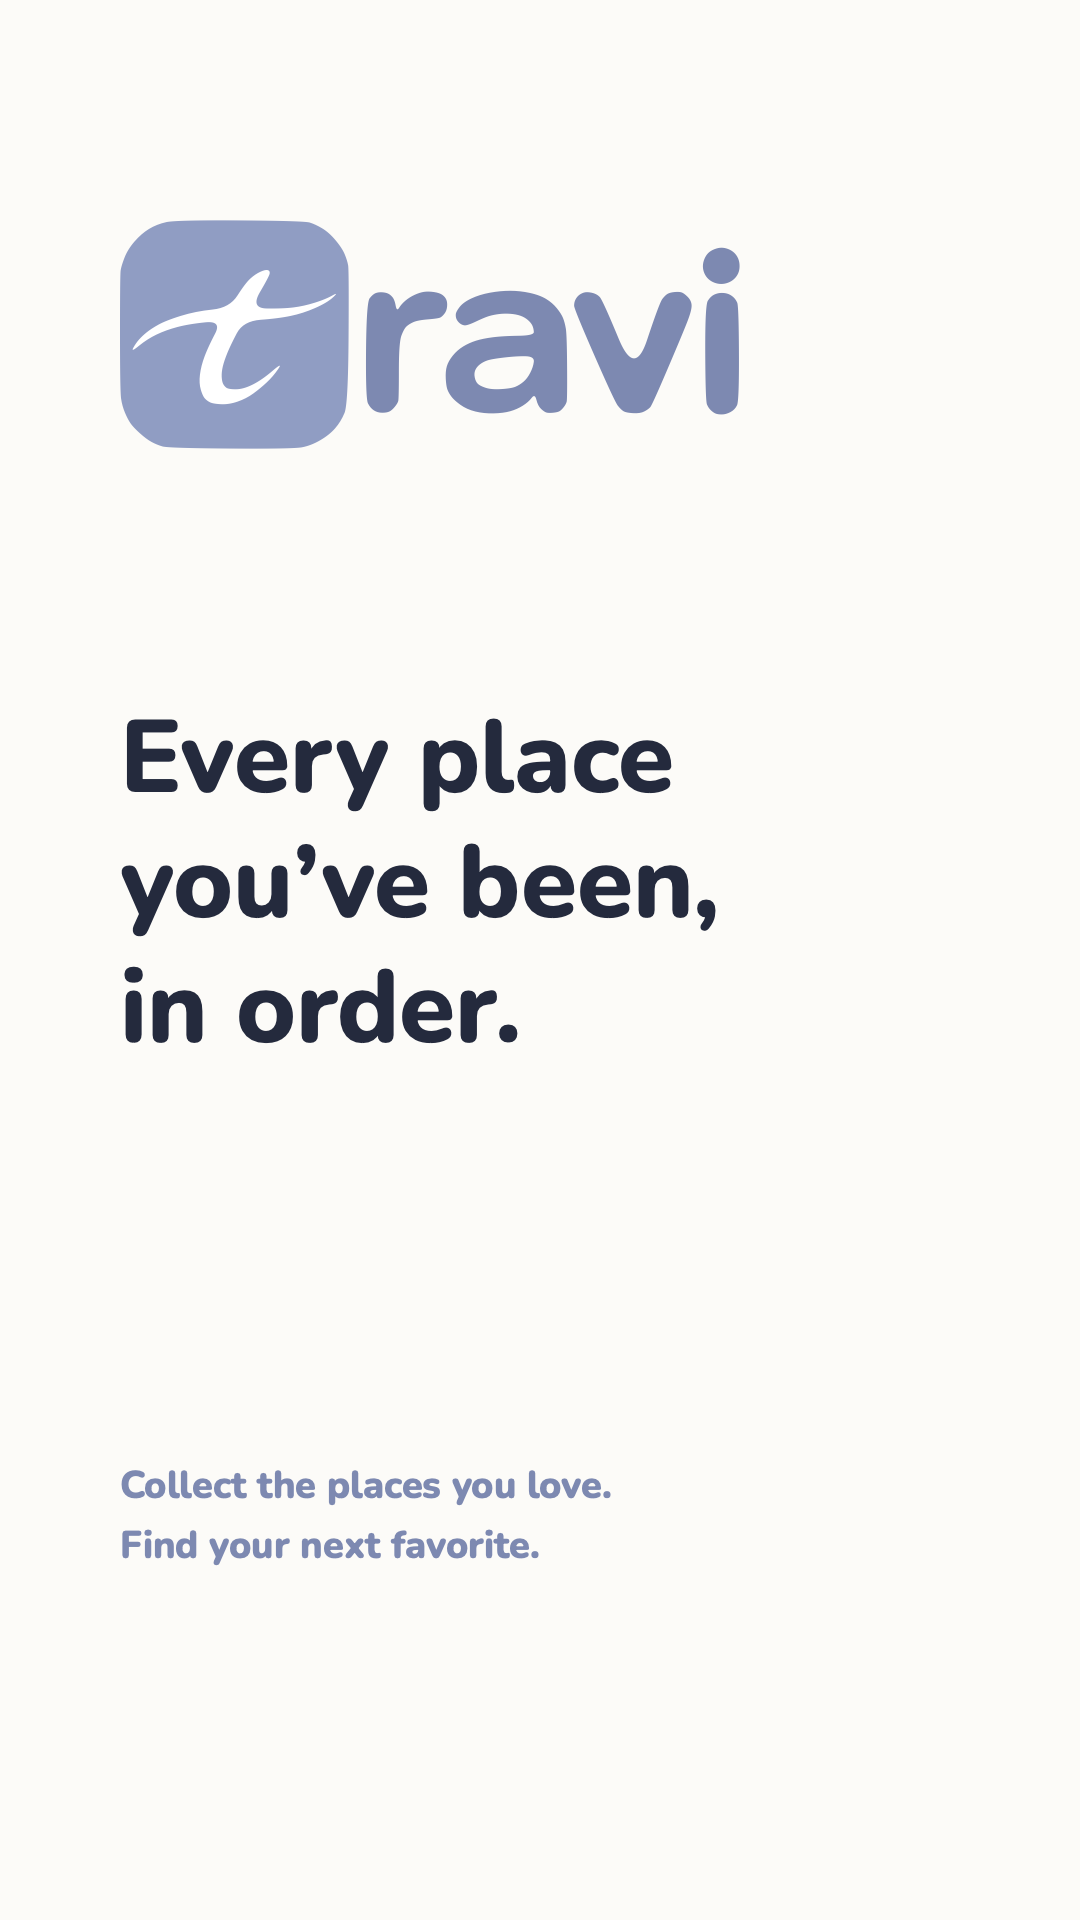 travi
Every place
you’ve been,
in order.
Collect the places you love.
Find your next favorite.